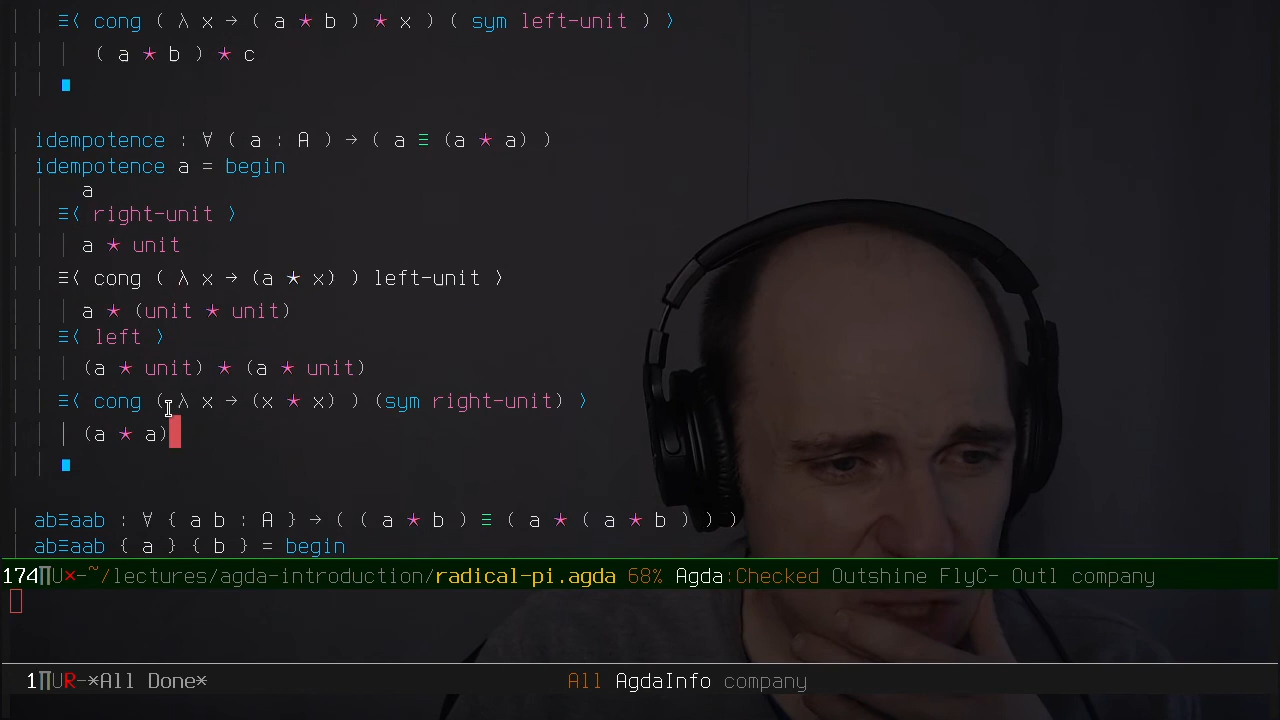 ≡⟨ cong ( λ x → ( a ⋆ b ) ⋆ x ) ( sym left-unit ) ⟩
( a ⋆ b ) ⋆ c
∎
idempotence : ∀ ( a : A ) → ( a ≡ (a ⋆ a) )
idempotence a = begin
a
≡⟨ right-unit ⟩
a ⋆ unit
≡⟨ cong ( λ x → (a ⋆ x) ) left-unit ⟩
a ⋆ (unit ⋆ unit)
≡⟨ left ⟩
(a ⋆ unit) ⋆ (a ⋆ unit)
≡⟨ cong ( λ x → (x ⋆ x) ) (sym right-unit) ⟩
(a ⋆ a)
∎
ab≡aab : ∀ { a b : A } → ( ( a ⋆ b ) ≡ ( a ⋆ ( a ⋆ b ) ) )
ab≡aab { a } { b } = begin
174∏U×-~/lectures/agda-introduction/radical-pi.agda 68% Agda:Checked Outshine FlyC- Outl company
1∏UR-*All Done* All AgdaInfo company